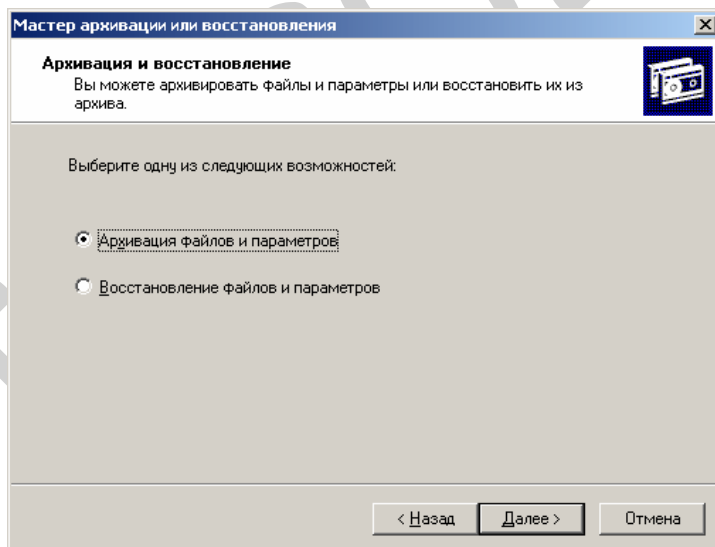 Мастер архивации или восстановления
Архивация и восстановление
Вы можете архивировать файлы и параметры или восстановить их из
архива.
Выберите одну из следующих возможностей:
Архивация файлов и параметров
Восстановление файлов и параметров
< Назад
Далее >
Отмена